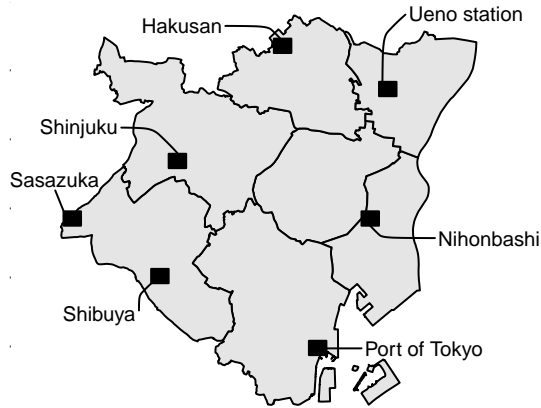 Ueno station
Hakusan
Shinjuku
Sasazuka
Nihonbashi
Shibuya
Port of Tokyo